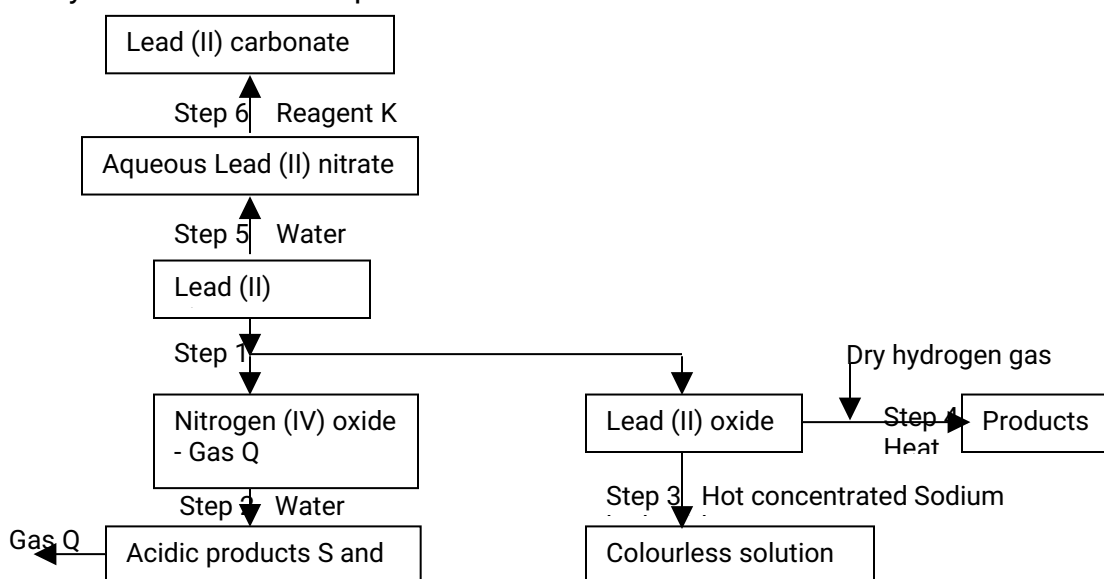 Lead (II) carbonate
Step 6 Reagent K
Aqueous Lead (II) nitrate
Step 5 Water
Lead (II)
Step 1
Dry hydrogen gas
Nitrogen (IV) oxide
- Gas Q
Lead (II) oxide
Step 4
Heat
Products
Step 2 Water
Step 3 Hot concentrated Sodium
Gas Q
Acidic products S and
Colourless solution